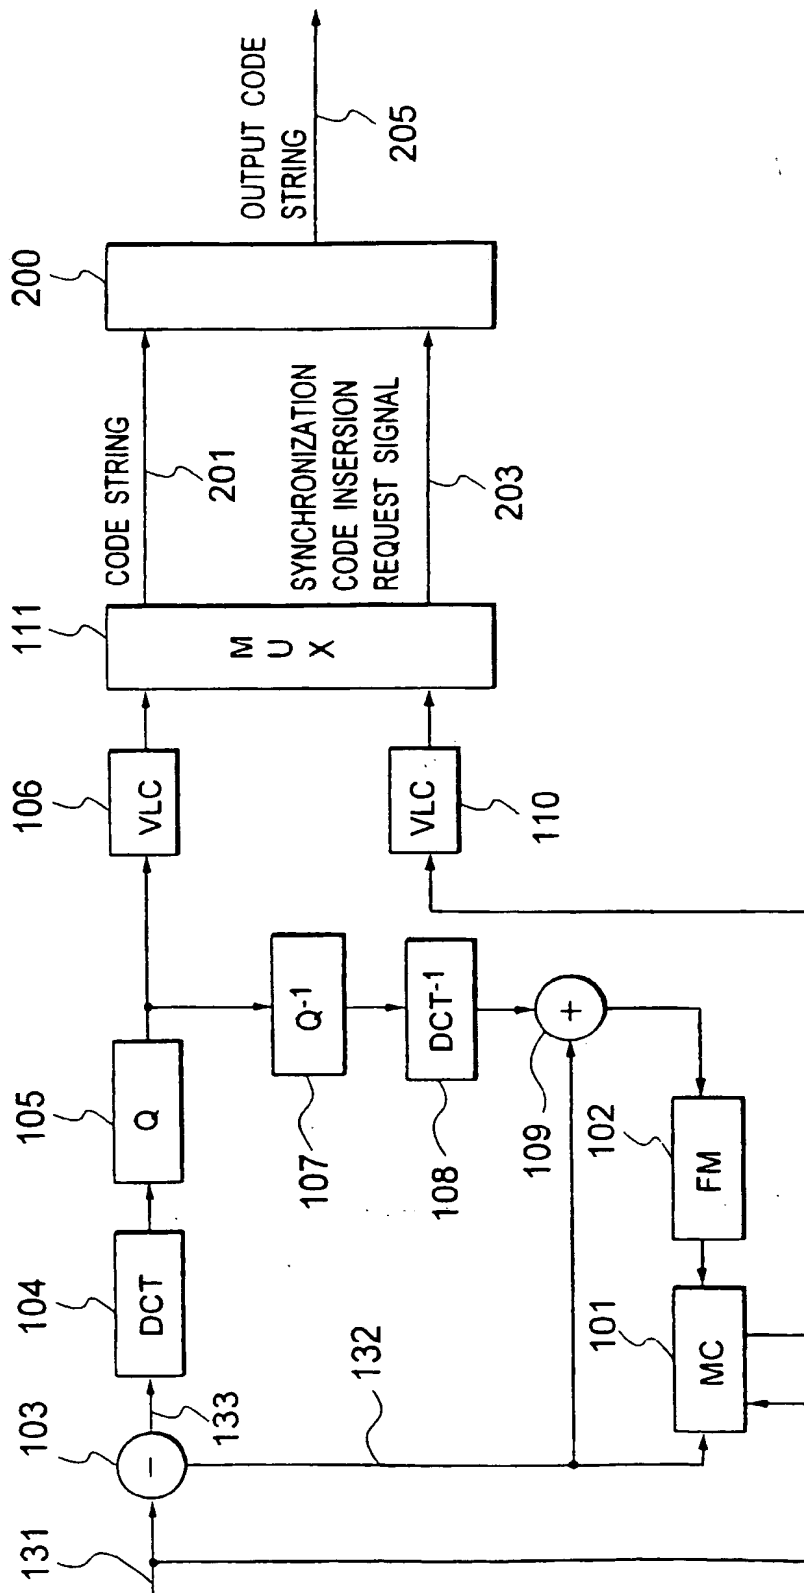 131
103
-
133
104
DCT
105
Q
106
VLC
111
MUX
CODE STRING
201
200
OUTPUT CODE
STRING
205
SYNCHRONIZATION
CODE INSERSION
REQUEST SIGNAL
203
VLC
110
Q-1
107
DCT-1
108
+
109
132
101
MC
102
FM